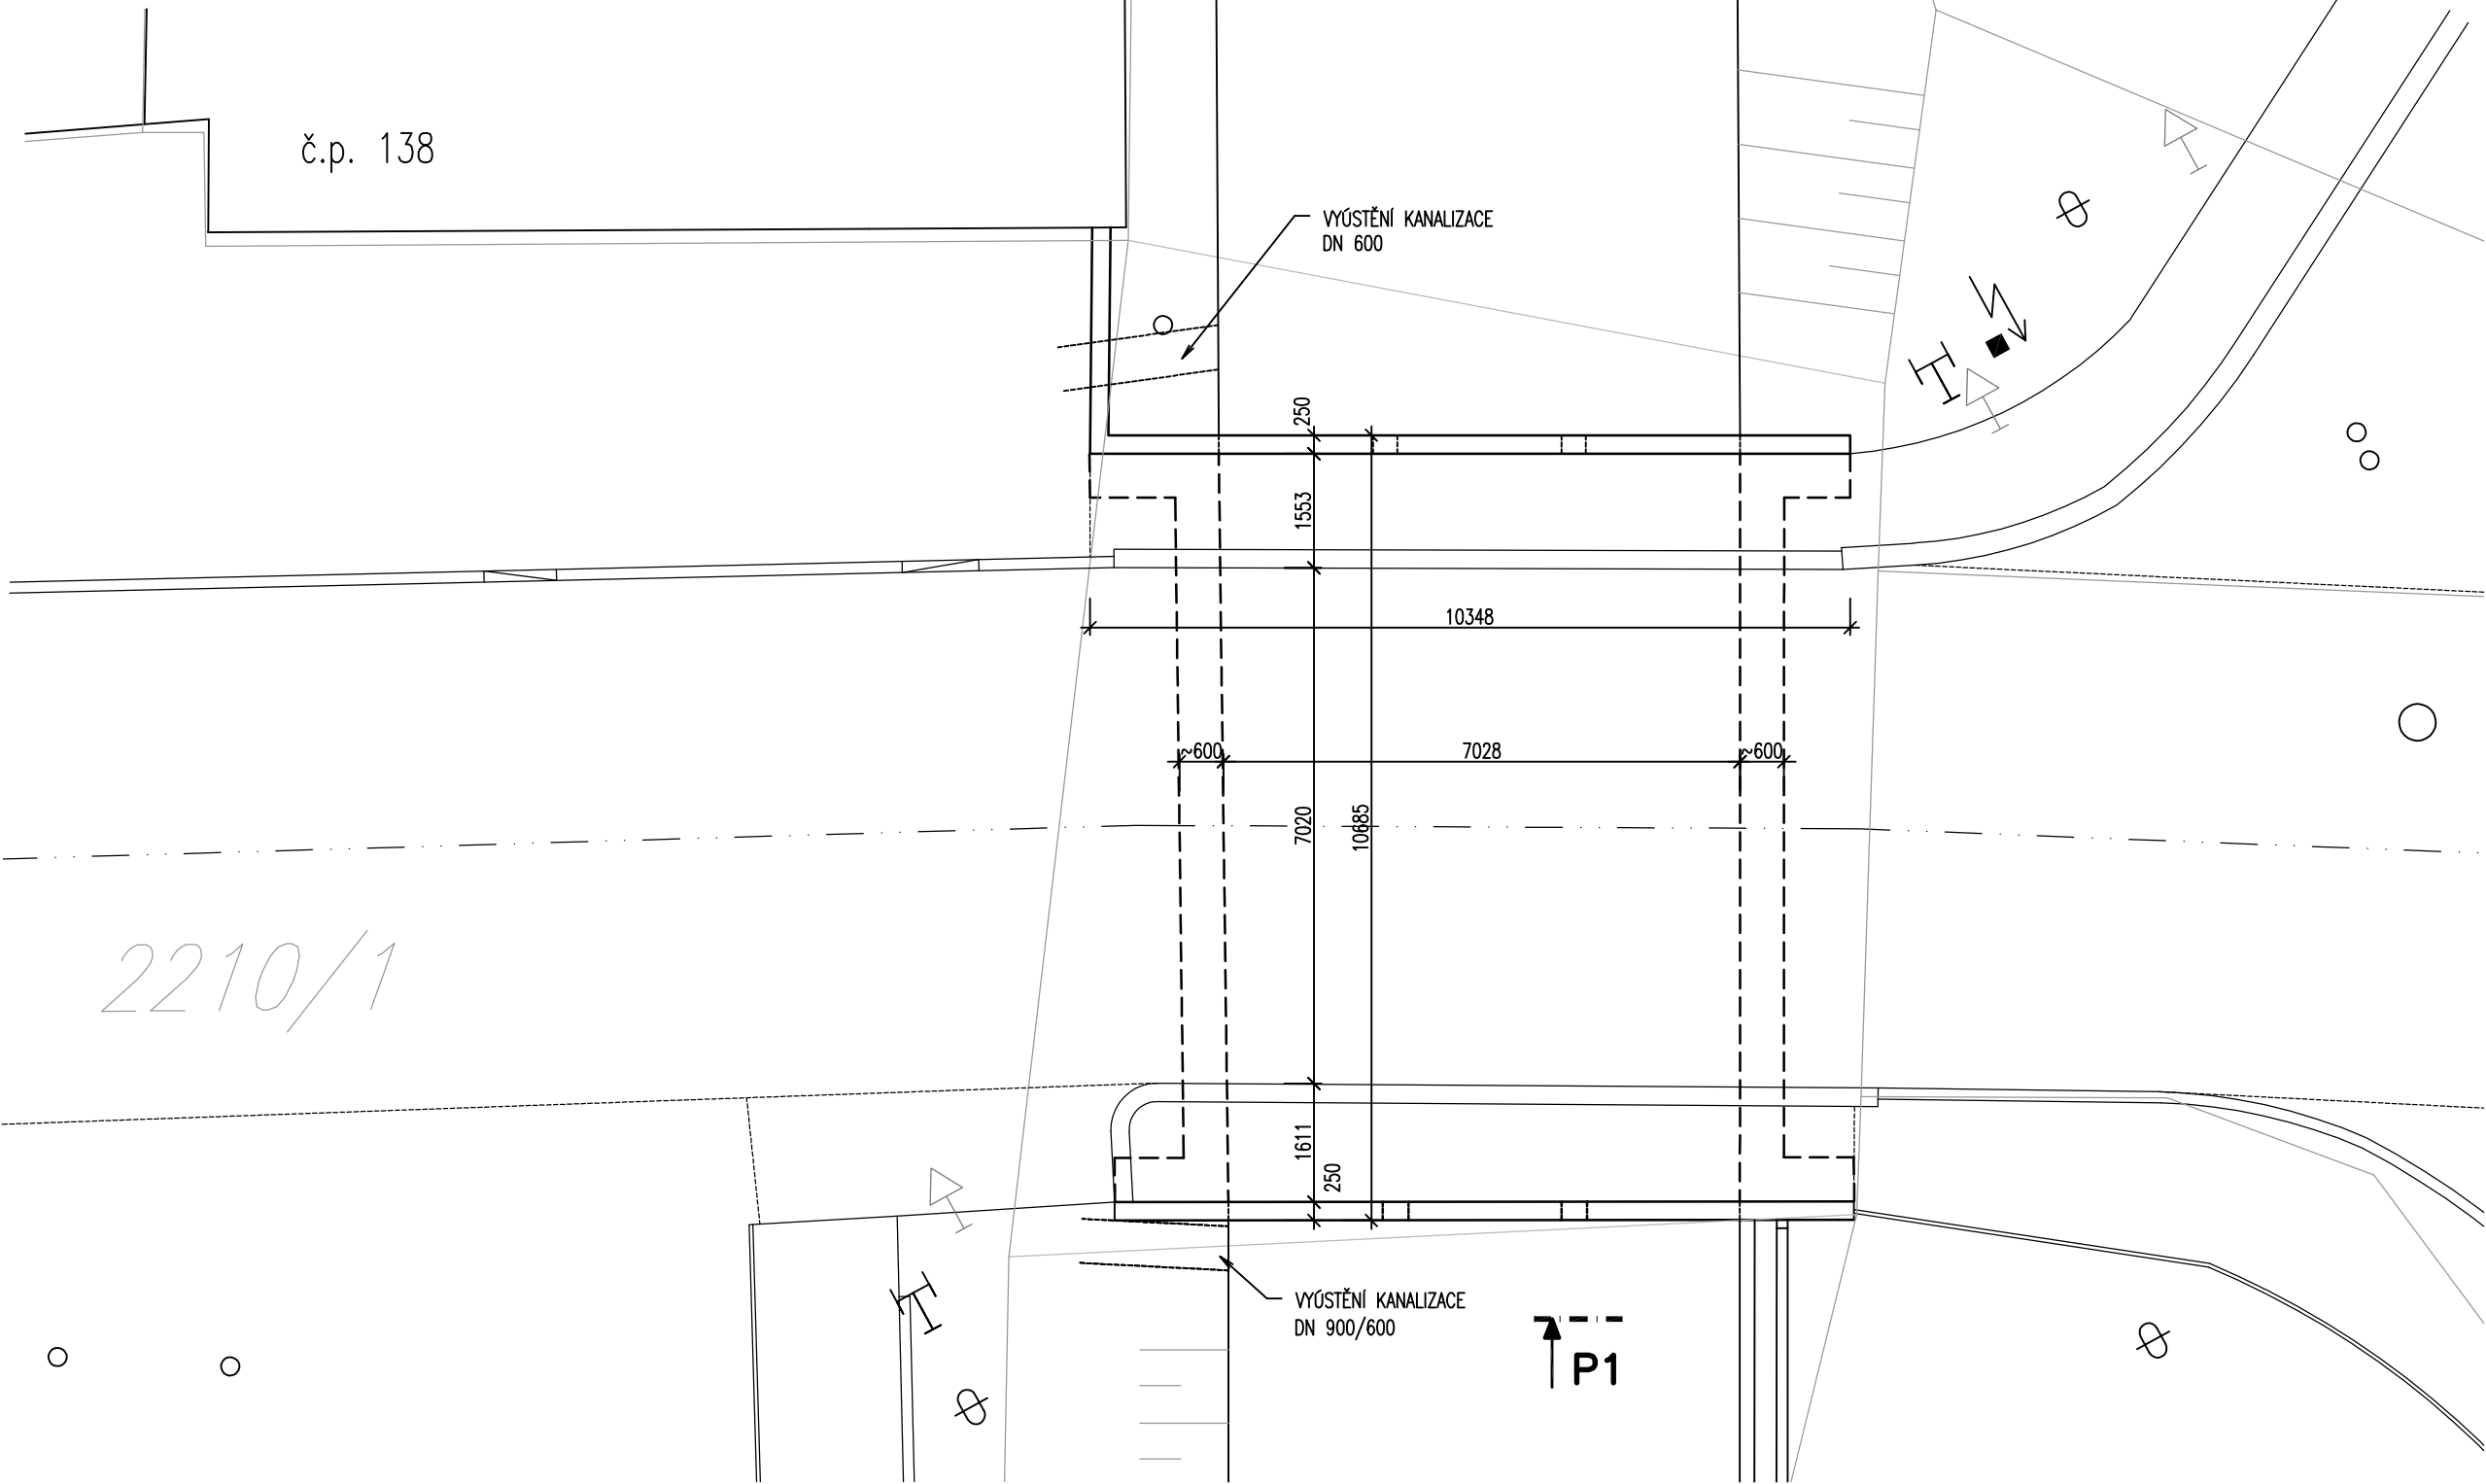 č.p. 138
VYÚSTĚNÍ KANALIZACE
DN 600
250
1553
10348
~600
7028
~600
7020
10685
2210/1
1611
250
VYÚSTĚNÍ KANALIZACE
DN 900/600
P1